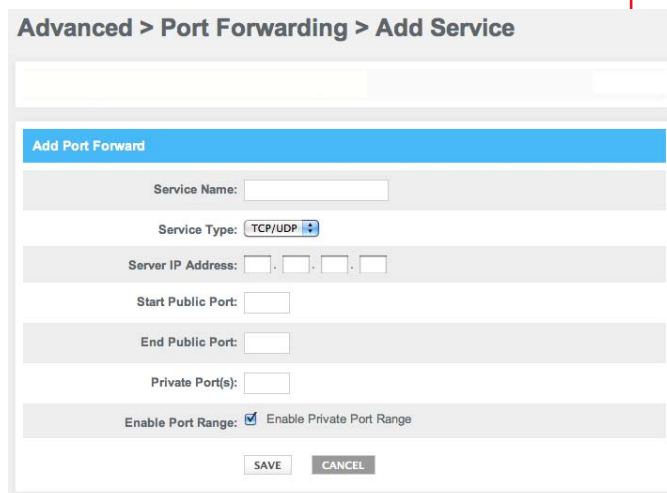 Advanced > Port Forwarding > Add Service
Add Port Forward
Service Name:
Service Type: TCP/UDP
Server IP Address: . . .
Start Public Port:
End Public Port:
Private Port(s):
Enable Port Range: Enable Private Port Range
SAVE CANCEL